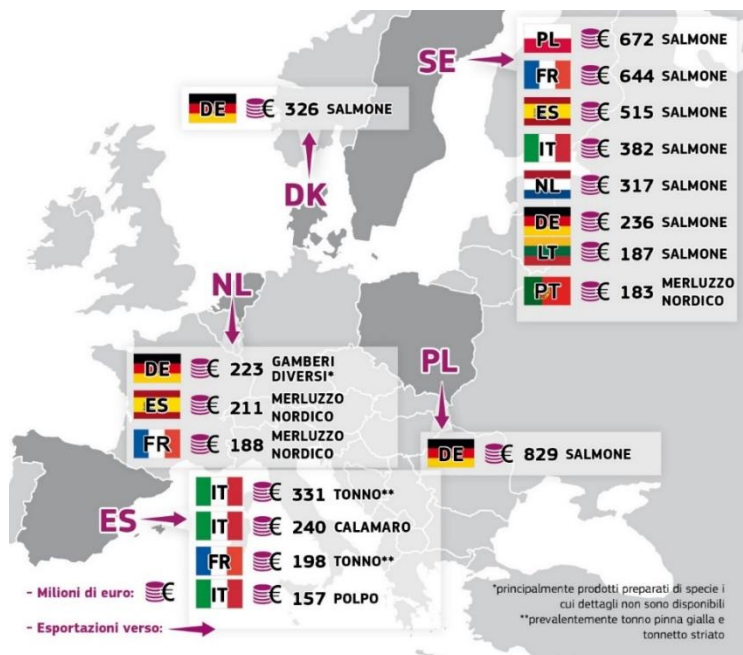 SE
PL € 672 SALMONE
FR € 644 SALMONE
ES € 515 SALMONE
IT € 382 SALMONE
NL € 317 SALMONE
DE € 236 SALMONE
LT € 187 SALMONE
PT € 183 MERLUZZO
NORDICO
DE € 326 SALMONE
DK
NL
DE € 223 GAMBERI
DIVERSI*
ES € 211 MERLUZZO
NORDICO
FR € 188 MERLUZZO
NORDICO
PL
DE € 829 SALMONE
ES
IT € 331 TONNO**
IT € 240 CALAMARO
FR € 198 TONNO**
IT € 157 POLPO
- Milioni di euro: €
- Esportazioni verso:
*principalmente prodotti preparati di specie i
cui dettagli non sono disponibili
**prevalentemente tonno pinna gialla e
tonnetto striato